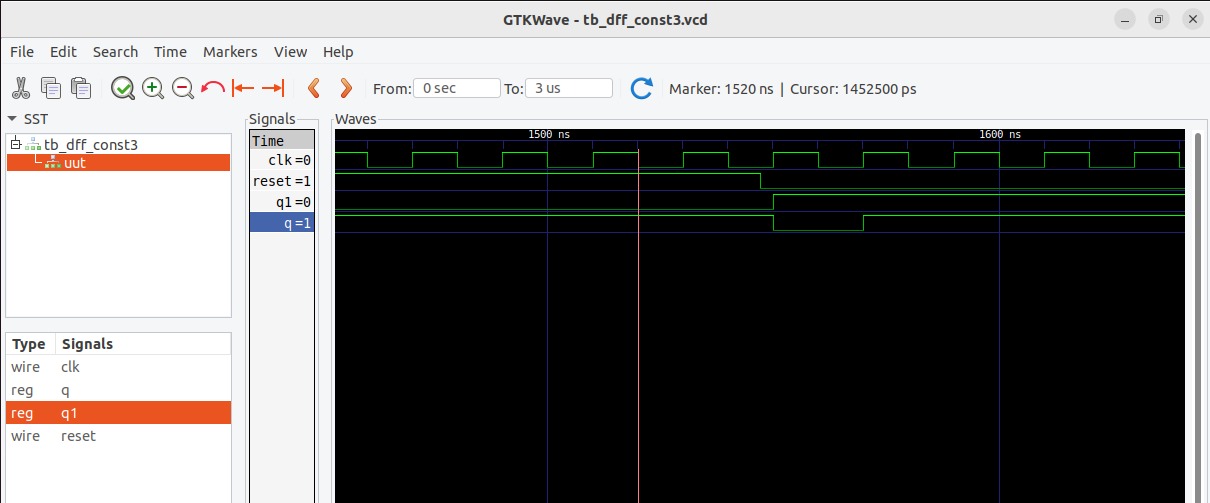 GTKWave - tb_dff_const3.vcd
File Edit Search Time Markers View Help
From: 0 sec To: 3 us Marker: 1520 ns | Cursor: 1452500 ps
SST
tb_dff_const3
uut
Type Signals
wire clk
reg q
reg q1
wire reset
Signals
Time
clk=0
reset=1
q1=0
q=1
Waves
1500 ns 1600 ns